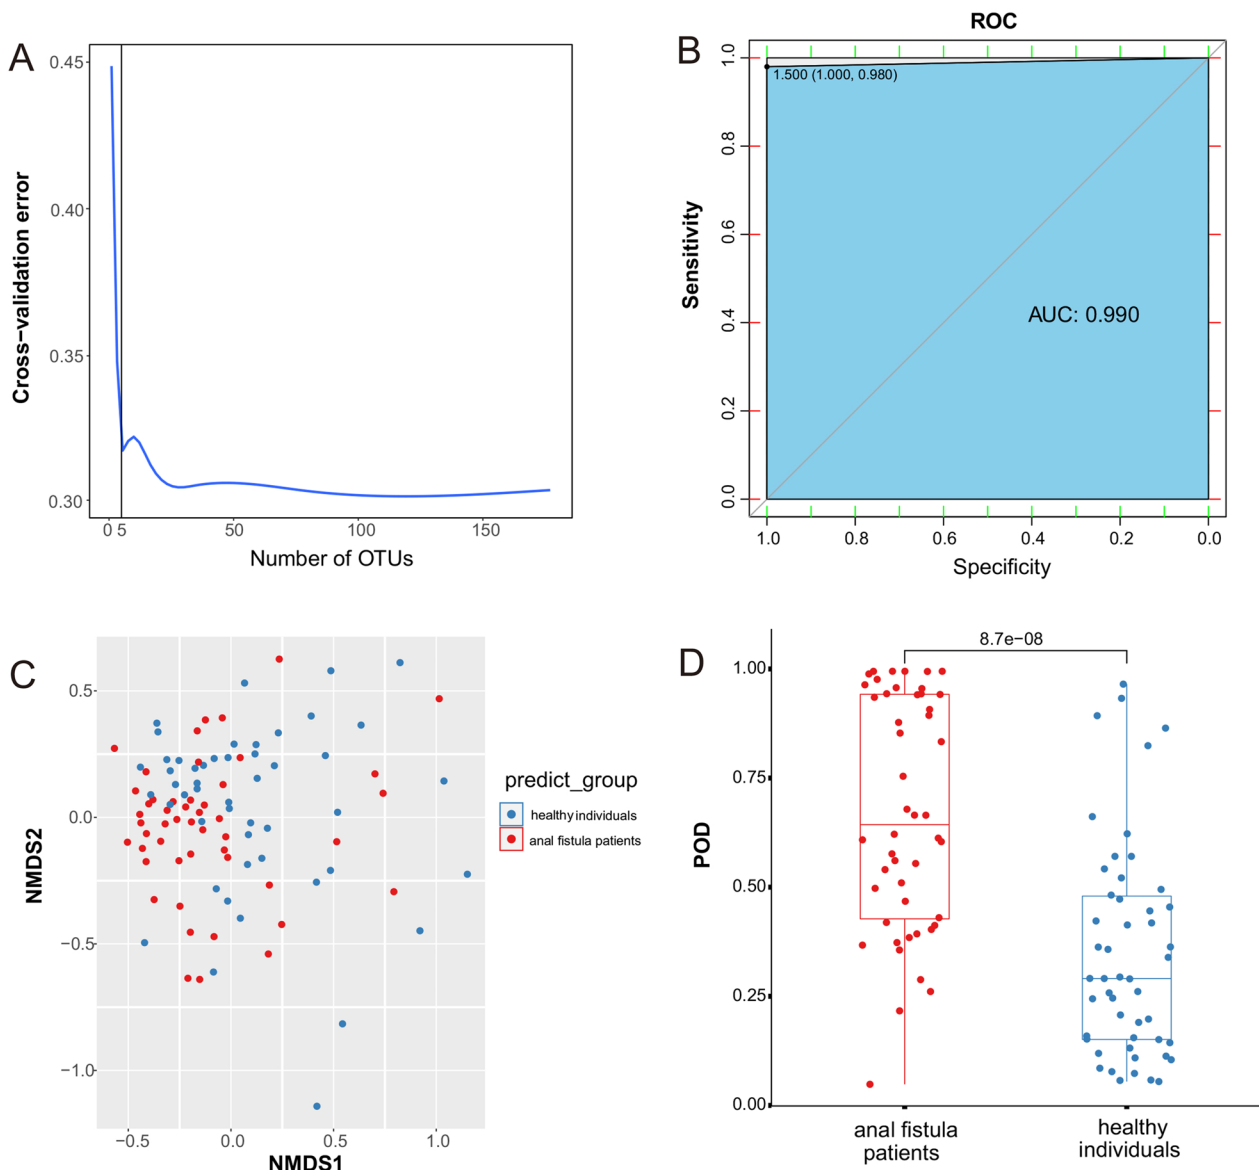 A
0.45
0.40
0.35
0.30
Cross−validation error
0 5 50 100 150
Number of OTUs
B
ROC
1.0
0.8
0.6
0.4
0.2
0.0
Sensitivity
1.500 (1.000, 0.980)
AUC: 0.990
1.0 0.8 0.6 0.4 0.2 0.0
Specificity
C
0.5
0.0
−0.5
−1.0
NMDS2
−0.5 0.0 0.5 1.0
NMDS1
predict_group
healthy individuals
anal fistula patients
D
8.7e−08
1.00
0.75
0.50
0.25
0.00
POD
anal fistula
patients
healthy
individuals